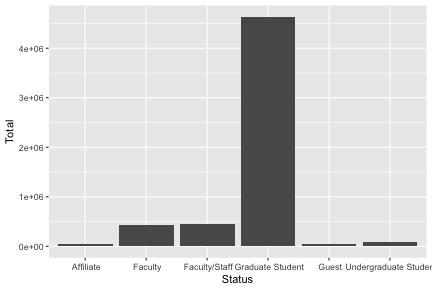 4e+06
3e+06
2e+06
1e+06
0e+00
Total
Affiliate Faculty Faculty/Staff Graduate Student Guest Undergraduate Studen
Status